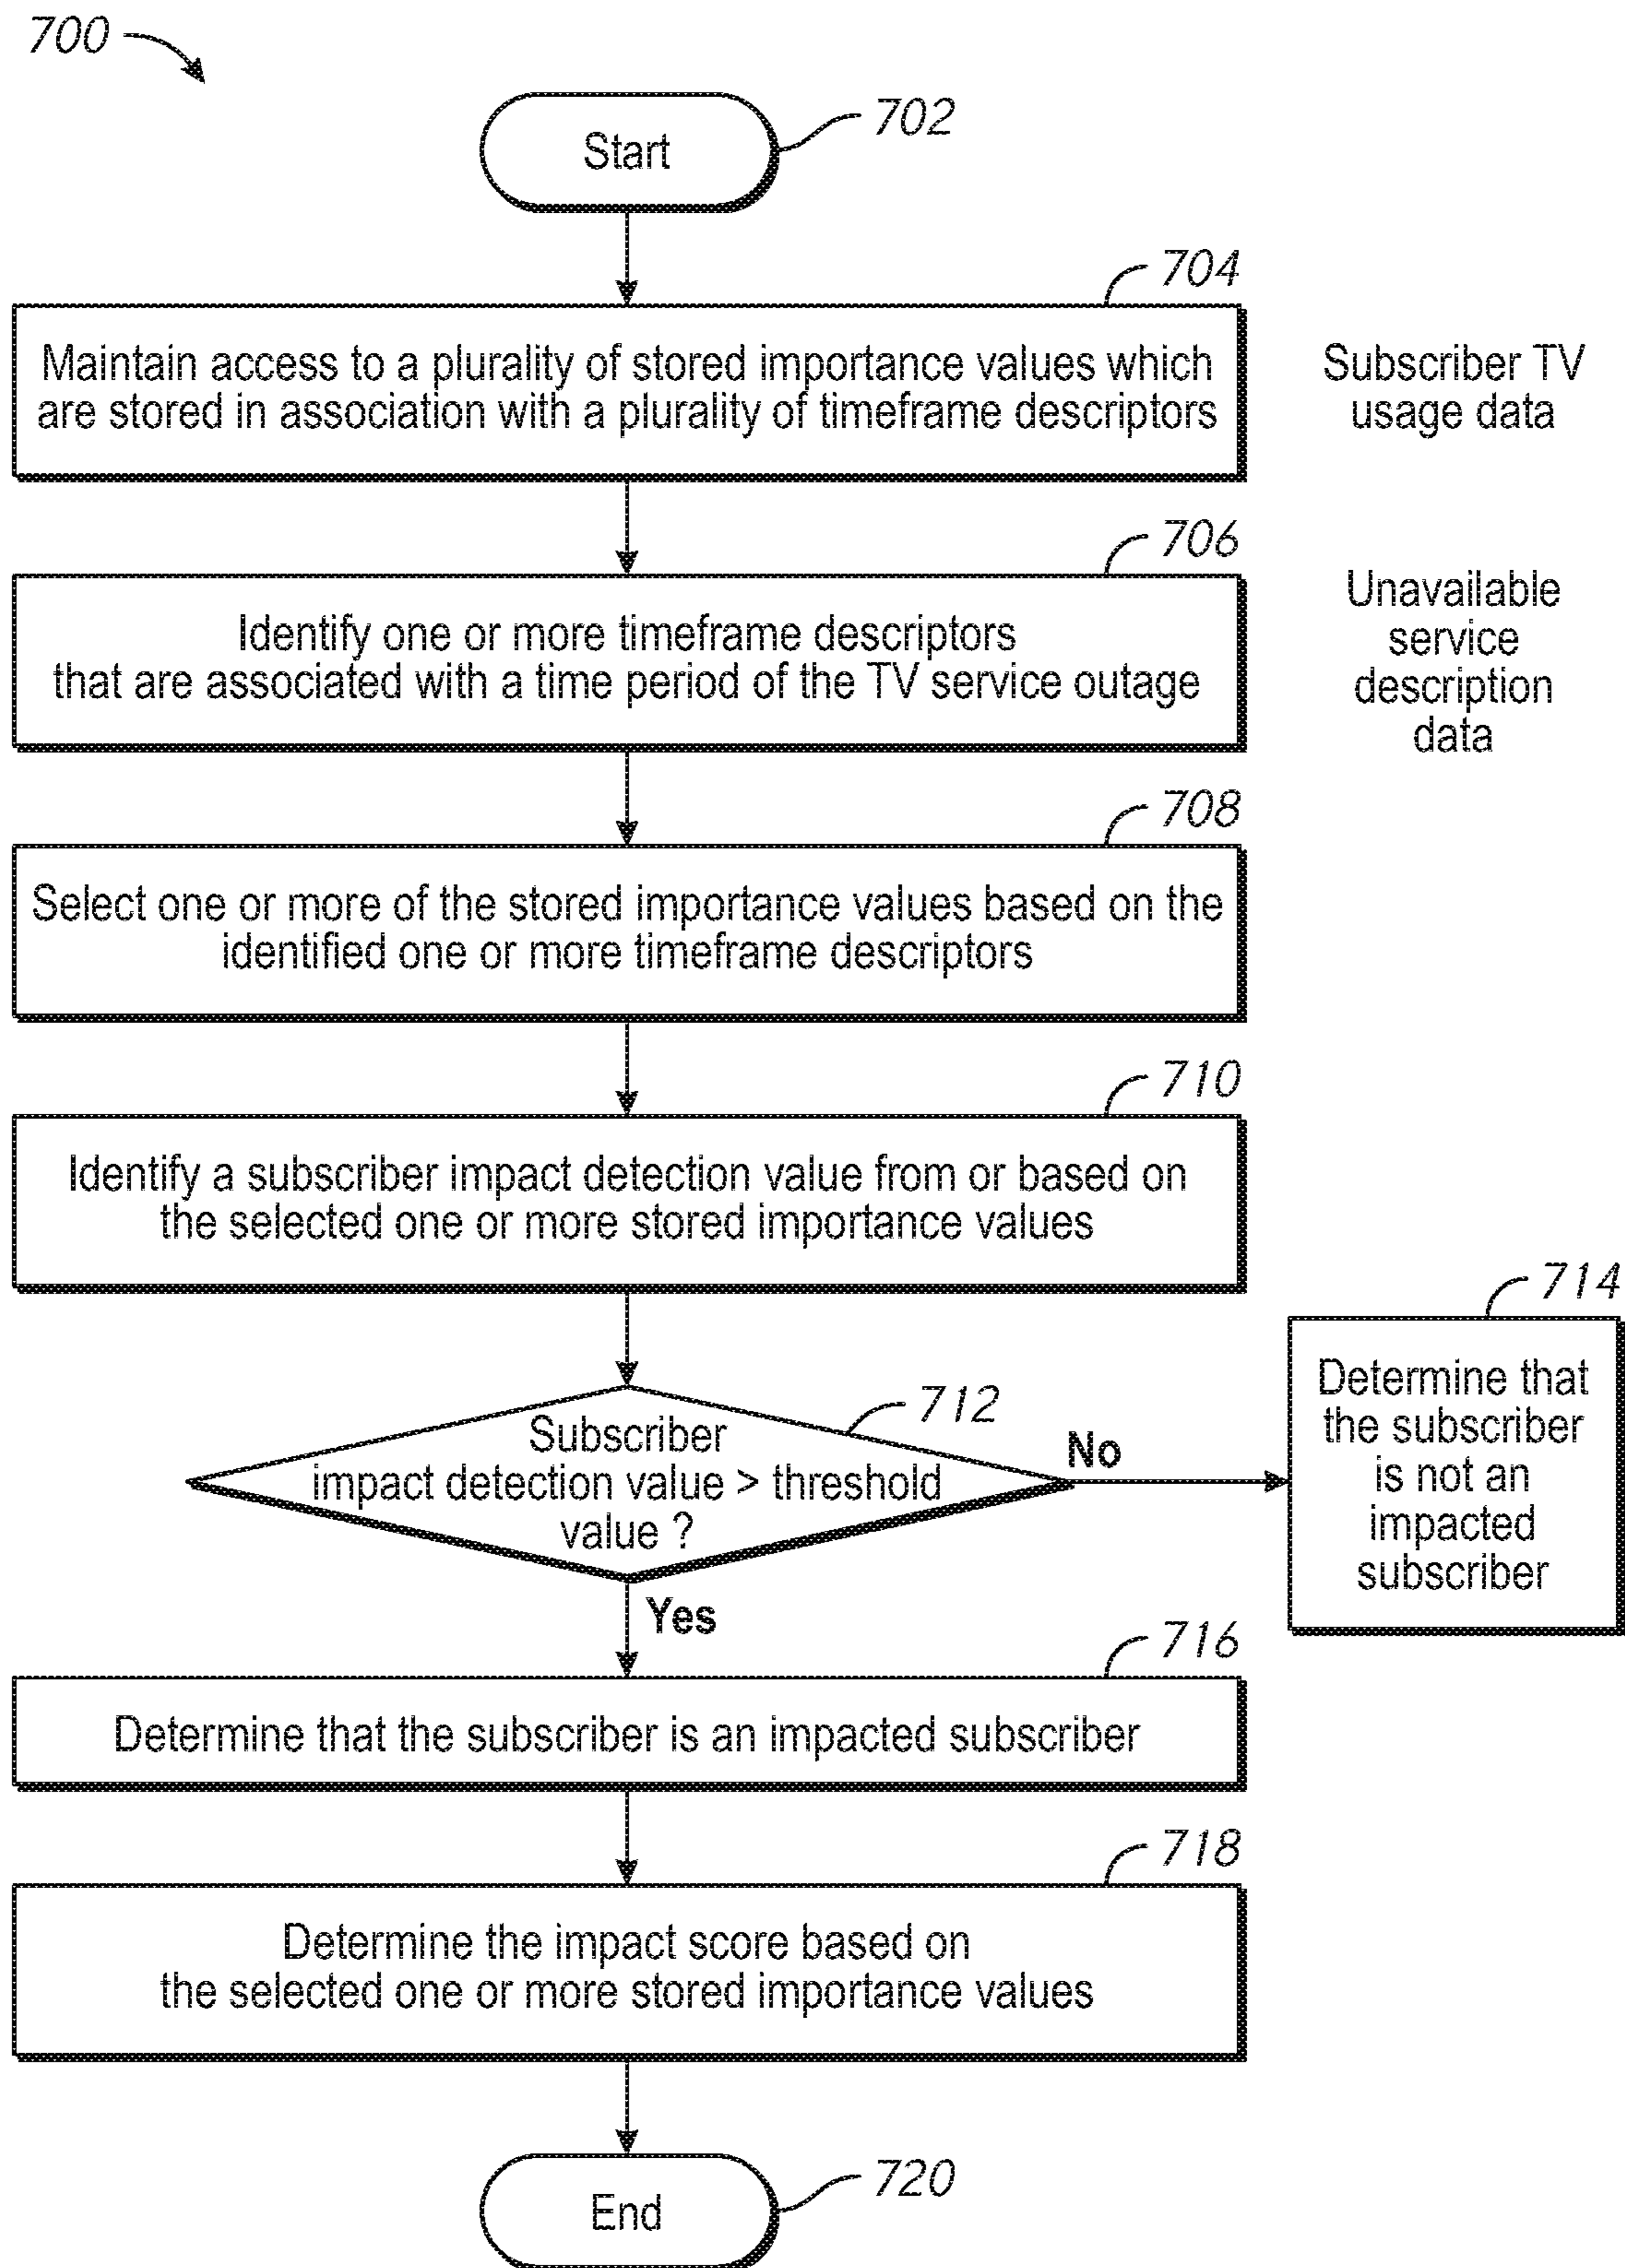 700
Start
702
704
Maintain access to a plurality of stored importance values which
are stored in association with a plurality of timeframe descriptors
Subscriber TV
usage data
706
Identify one or more timeframe descriptors
that are associated with a time period of the TV service outage
Unavailable
service
description
data
708
Select one or more of the stored importance values based on the
identified one or more timeframe descriptors
710
Identify a subscriber impact detection value from or based on
the selected one or more stored importance values
712
Subscriber
impact detection value > threshold
value ?
No
714
Determine that
the subscriber
is not an
impacted
subscriber
Yes
716
Determine that the subscriber is an impacted subscriber
718
Determine the impact score based on
the selected one or more stored importance values
End
720